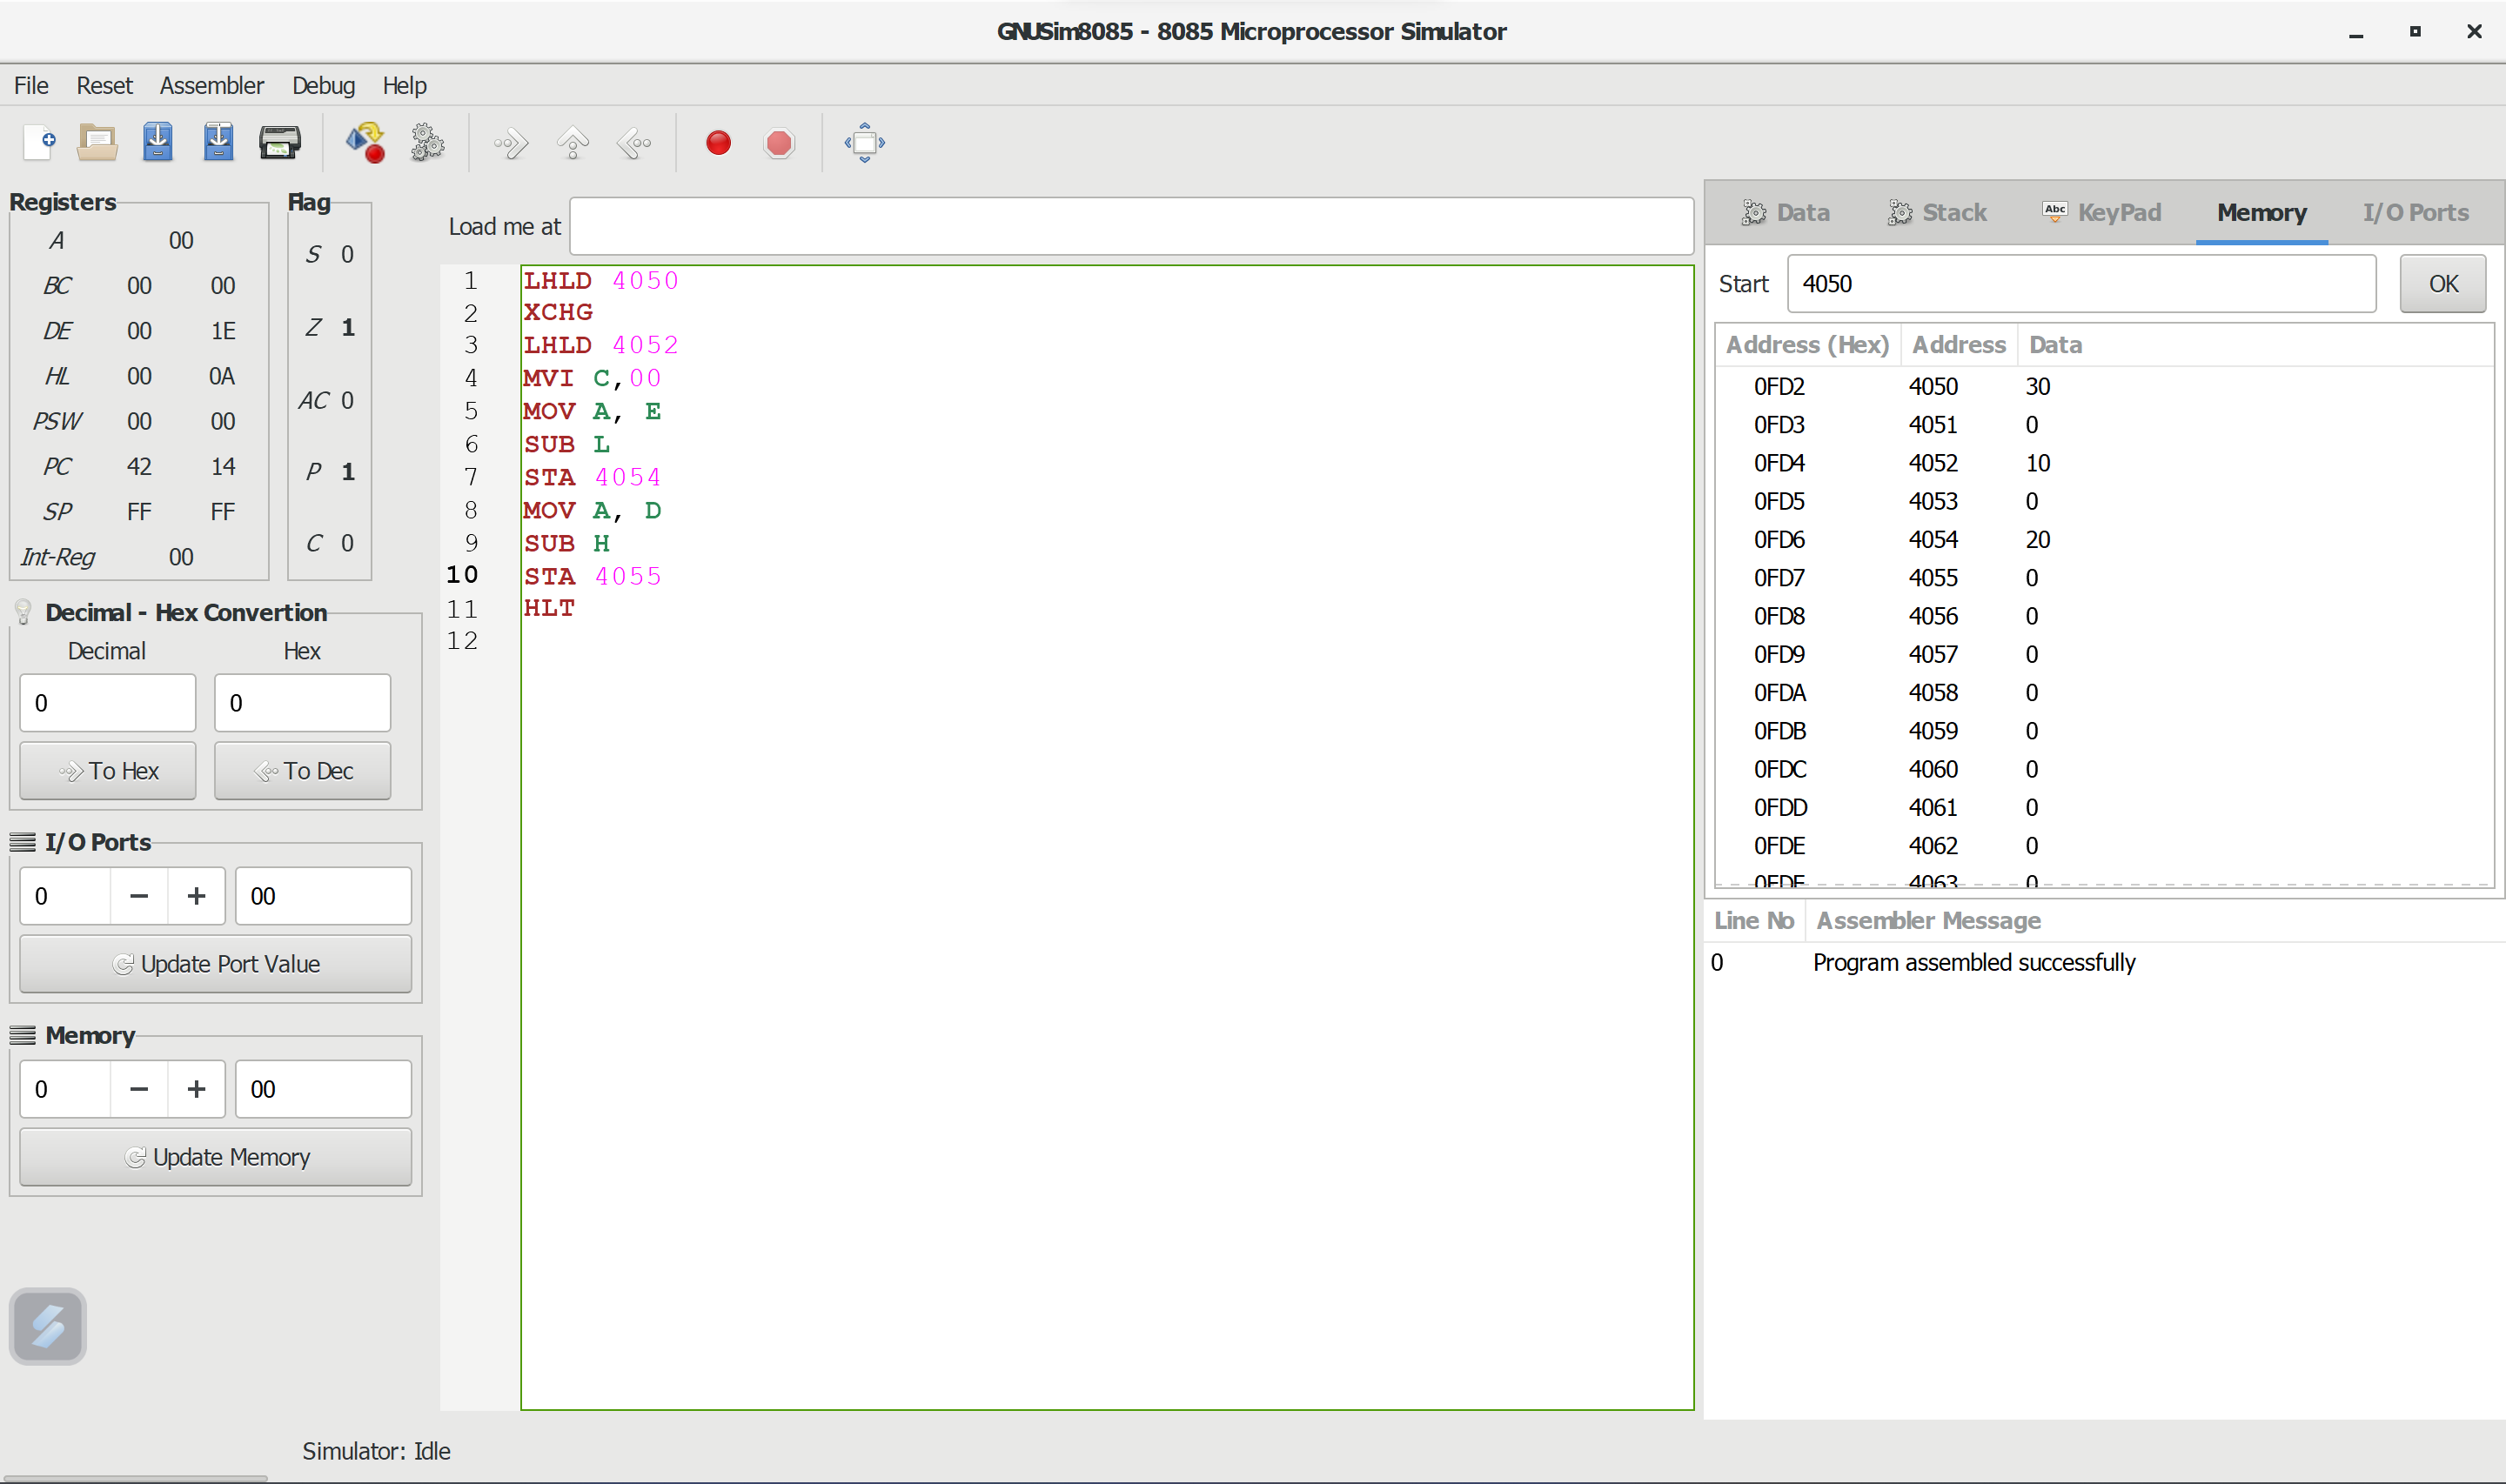 GNUSim8085 - 8085 Microprocessor Simulator
File Reset Assembler Debug Help
Registers
A 00
BC 00 00
DE 00 1E
HL 00 0A
PSW 00 00
PC 42 14
SP FF FF
Int-Reg 00
Flag
S 0
Z 1
AC 0
P 1
C 0
Decimal - Hex Convertion
Decimal Hex
0 0
To Hex To Dec
I/O Ports
0 − + 00
Update Port Value
Memory
0 − + 00
Update Memory
Load me at
1 LHLD 4050
2 XCHG
3 LHLD 4052
4 MVI C,00
5 MOV A, E
6 SUB L
7 STA 4054
8 MOV A, D
9 SUB H
10 STA 4055
11 HLT
12
Data Stack Abc KeyPad Memory I/O Ports
Start 4050 OK
Address (Hex) Address Data
0FD2 4050 30
0FD3 4051 0
0FD4 4052 10
0FD5 4053 0
0FD6 4054 20
0FD7 4055 0
0FD8 4056 0
0FD9 4057 0
0FDA 4058 0
0FDB 4059 0
0FDC 4060 0
0FDD 4061 0
0FDE 4062 0
0FDF 4063 0
Line No Assembler Message
0 Program assembled successfully
Simulator: Idle